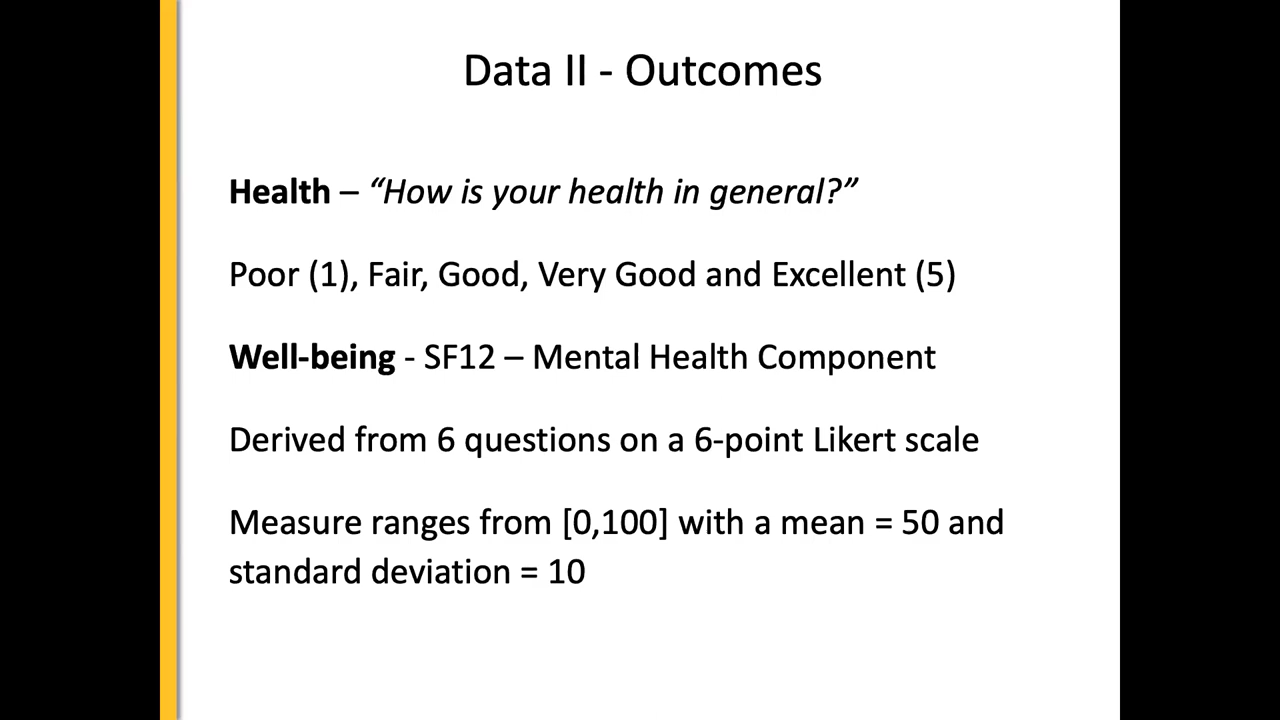 Data II - Outcomes
Health – “How is your health in general?”
Poor (1), Fair, Good, Very Good and Excellent (5)
Well-being - SF12 – Mental Health Component
Derived from 6 questions on a 6-point Likert scale
Measure ranges from [0,100] with a mean = 50 and
standard deviation = 10